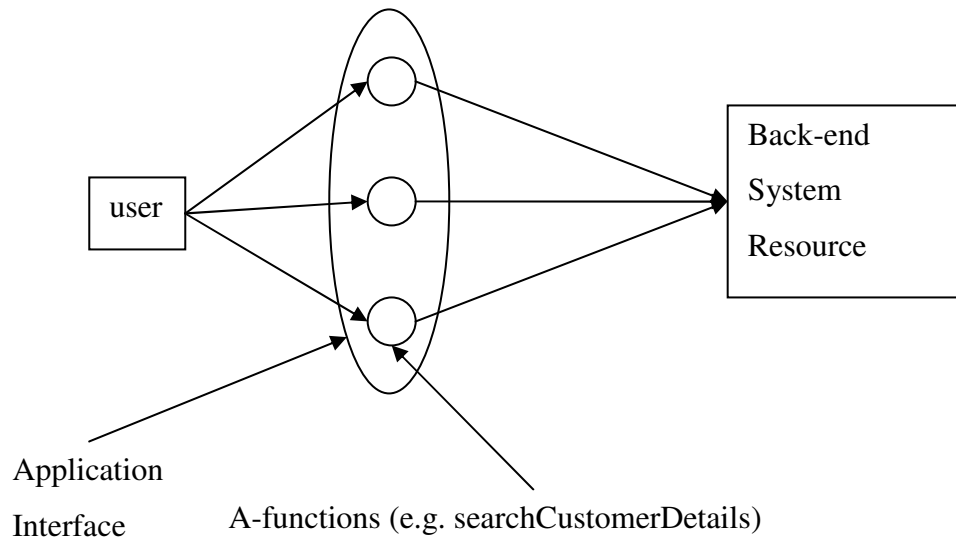 user
Back-end
System
Resource
Application
Interface
A-functions (e.g. searchCustomerDetails)